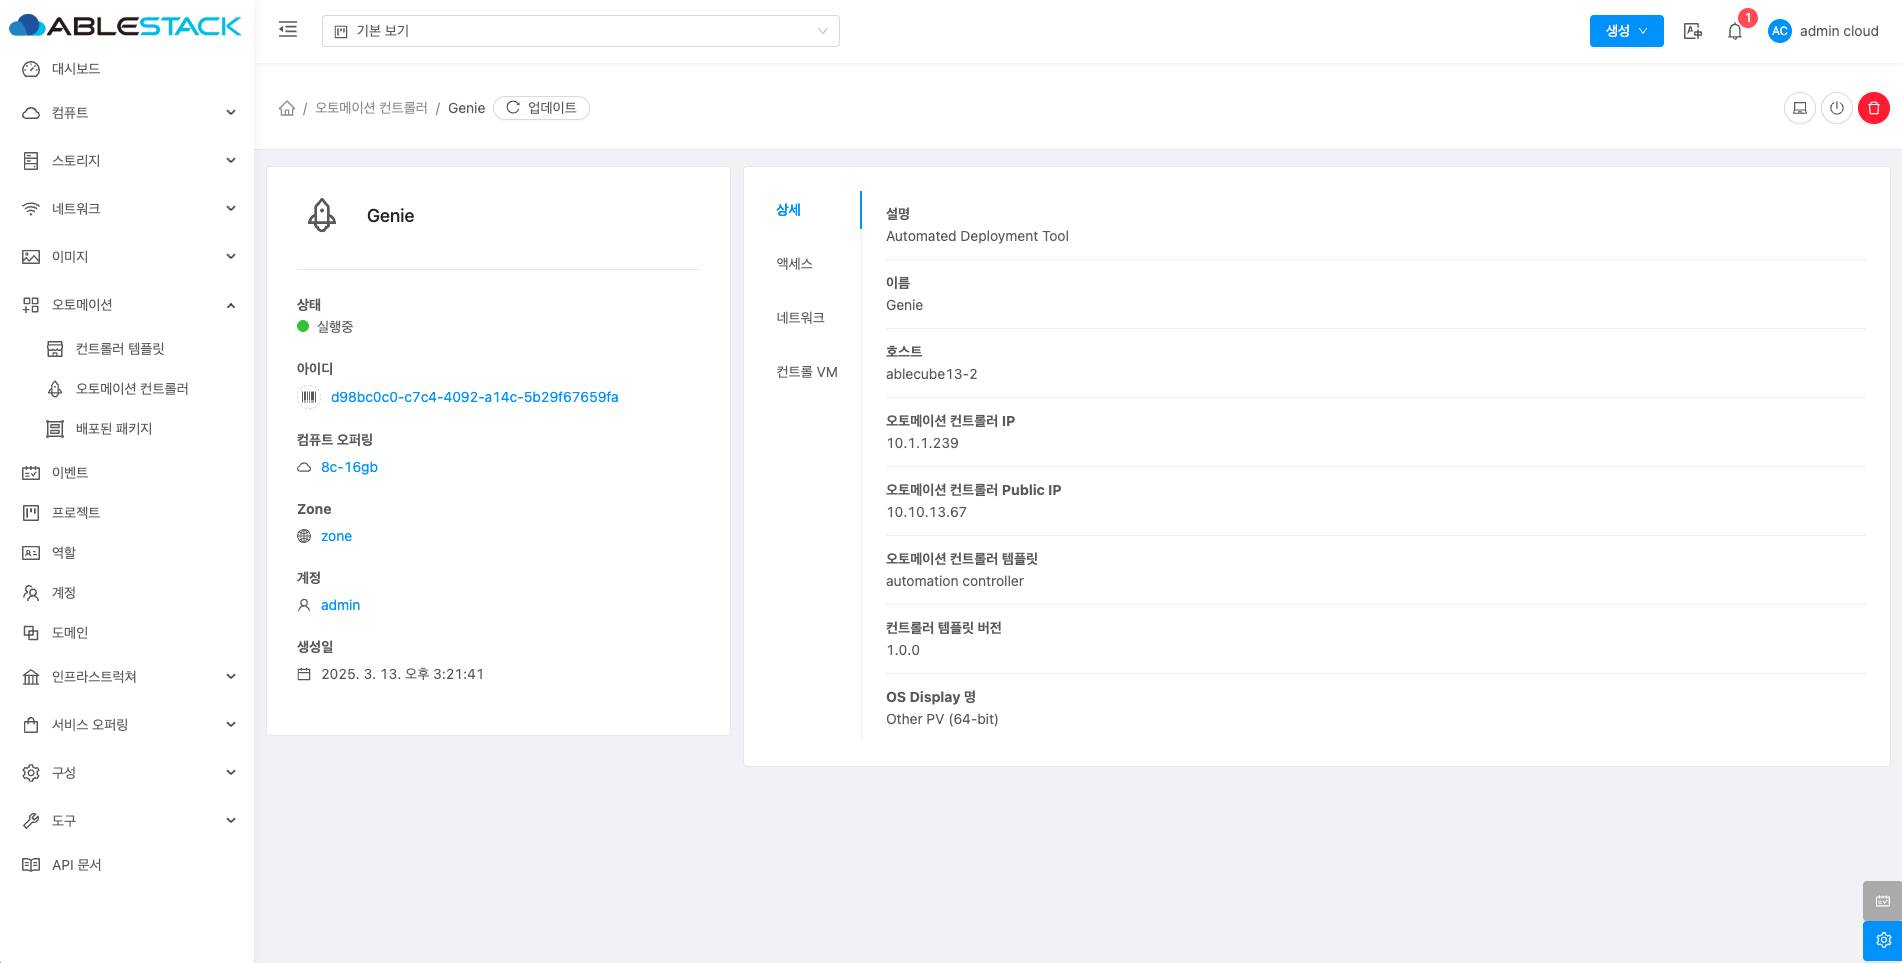 ABLESTACK
기본 보기
생성
1
AC
admin cloud
대시보드
컴퓨트
스토리지
네트워크
이미지
오토메이션
컨트롤러 템플릿
오토메이션 컨트롤러
배포된 패키지
이벤트
프로젝트
역할
계정
도메인
인프라스트럭쳐
서비스 오퍼링
구성
도구
API 문서
/ 오토메이션 컨트롤러 / Genie 업데이트
Genie
상태
실행중
아이디
d98bc0c0-c7c4-4092-a14c-5b29f67659fa
컴퓨트 오퍼링
8c-16gb
Zone
zone
계정
admin
생성일
2025. 3. 13. 오후 3:21:41
상세
액세스
네트워크
컨트롤 VM
설명
Automated Deployment Tool
이름
Genie
호스트
ablecube13-2
오토메이션 컨트롤러 IP
10.1.1.239
오토메이션 컨트롤러 Public IP
10.10.13.67
오토메이션 컨트롤러 템플릿
automation controller
컨트롤러 템플릿 버전
1.0.0
OS Display 명
Other PV (64-bit)